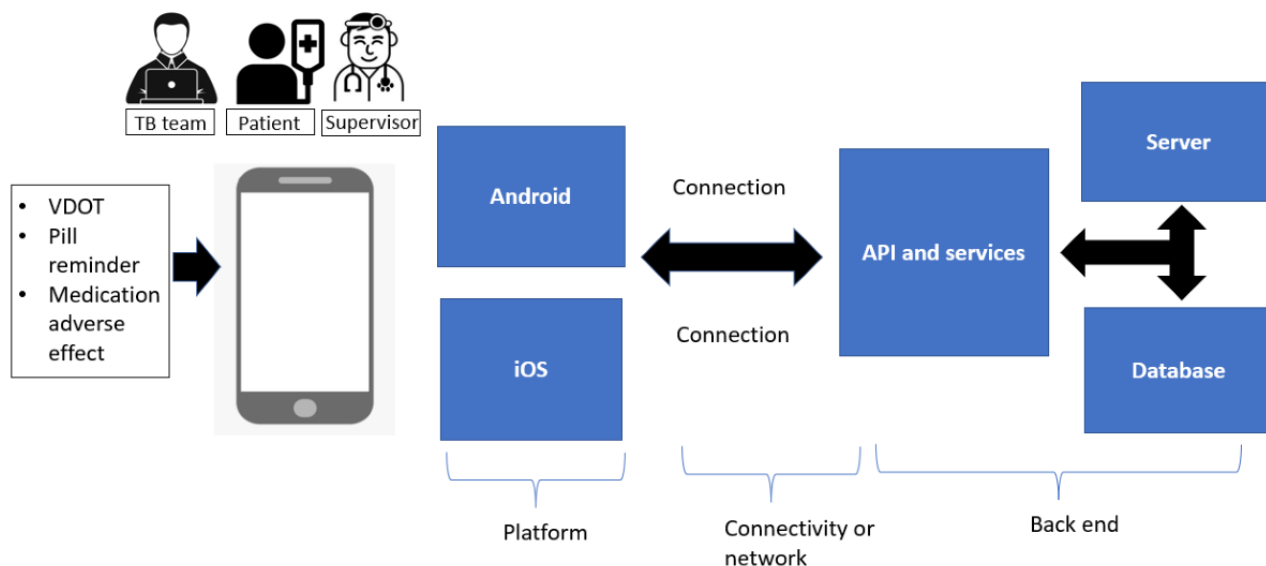 TB team
Patient
Supervisor
• VDOT
• Pill
reminder
• Medication
adverse
effect
Android
iOS
Connection
Connection
API and services
Server
Database
Platform
Connectivity or
network
Back end